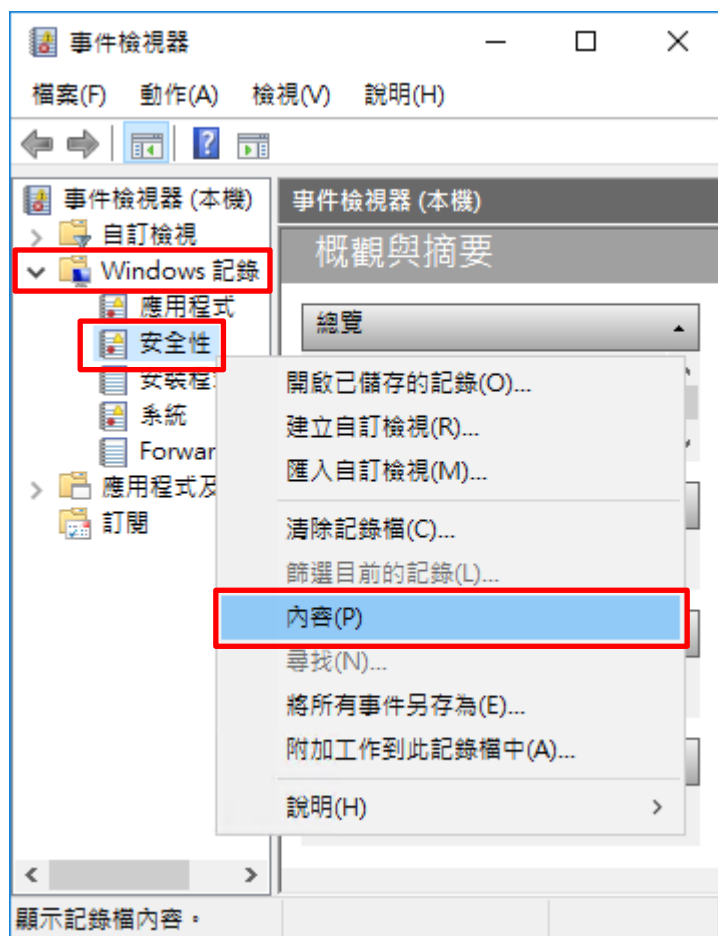 事件檢視器
檔案(F) 動作(A) 檢視(V) 說明(H)
事件檢視器 (本機)
自訂檢視
Windows 記錄
應用程式
安全性
安裝程
系統
Forwar
應用程式及
訂閱
事件檢視器 (本機)
概觀與摘要
總覽
開啟已儲存的記錄(O)...
建立自訂檢視(R)...
匯入自訂檢視(M)...
清除記錄檔(C)...
篩選目前的記錄(L)...
內容(P)
尋找(N)...
將所有事件另存為(E)...
附加工作到此記錄檔中(A)...
說明(H)
顯示記錄檔內容。